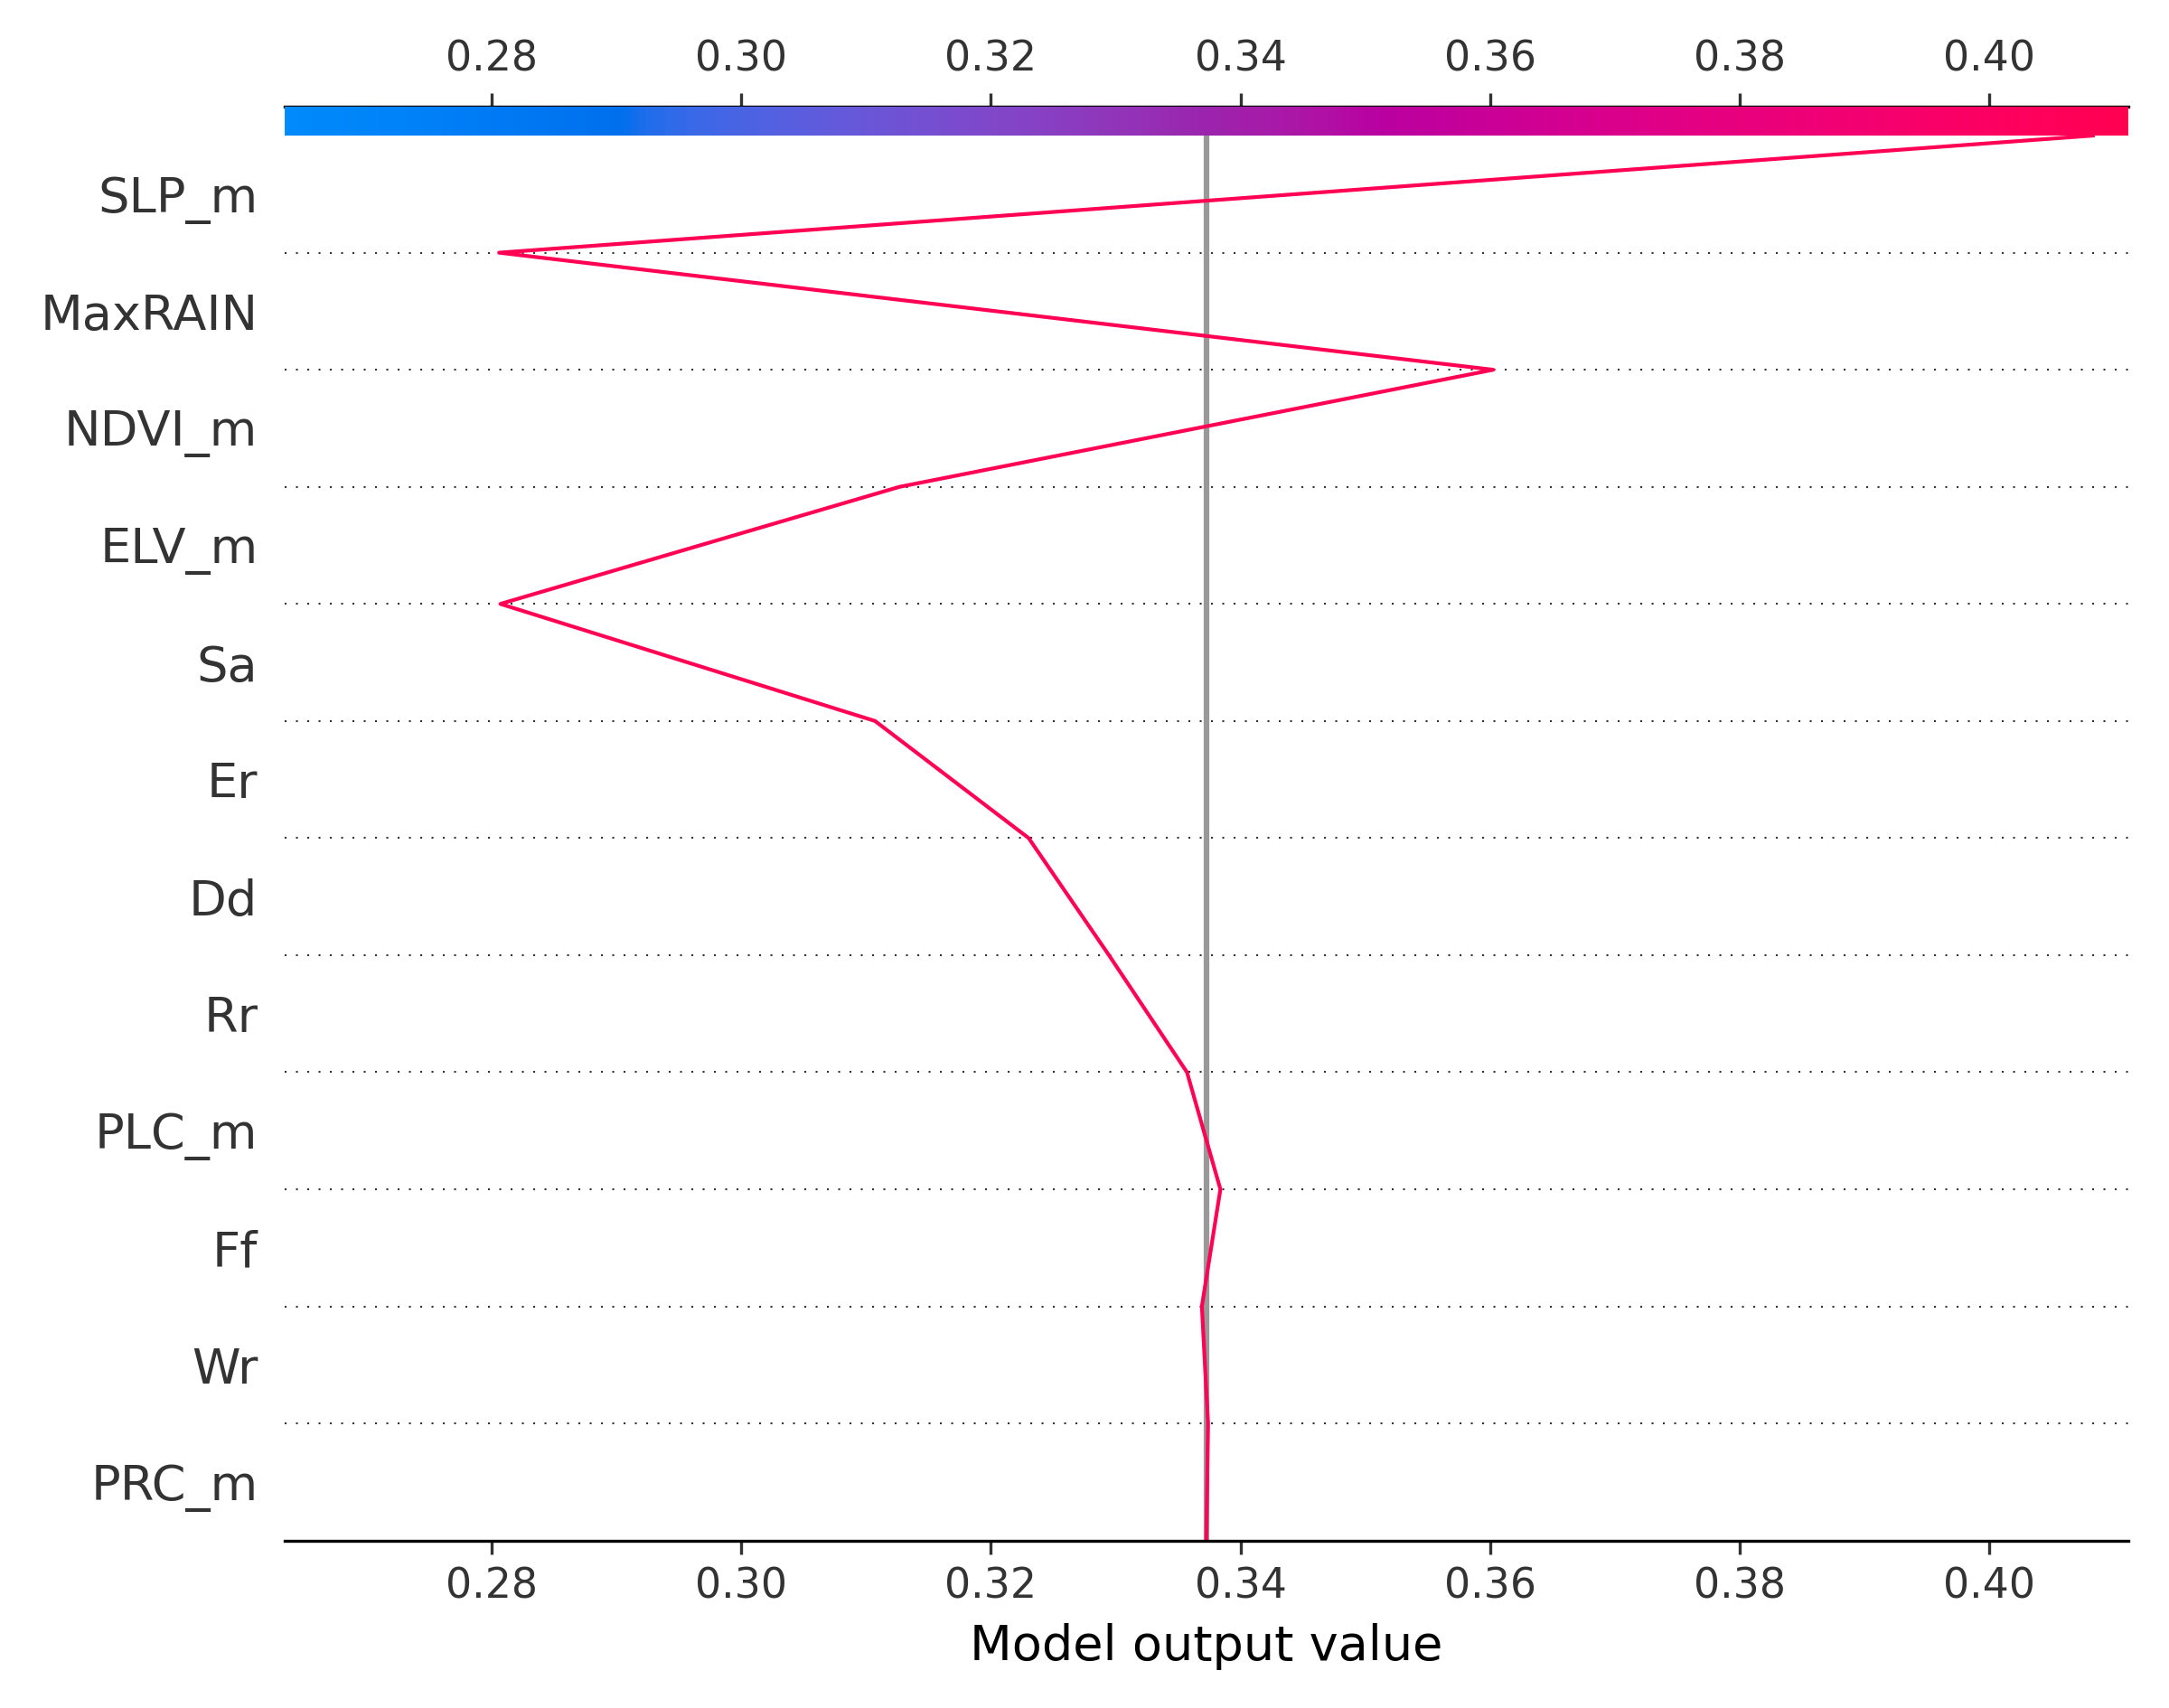 0.28 0.30 0.32 0.34 0.36 0.38 0.40
SLP_m
MaxRAIN
NDVI_m
ELV_m
Sa
Er
Dd
Rr
PLC_m
Ff
Wr
PRC_m
0.28 0.30 0.32 0.34 0.36 0.38 0.40
Model output value